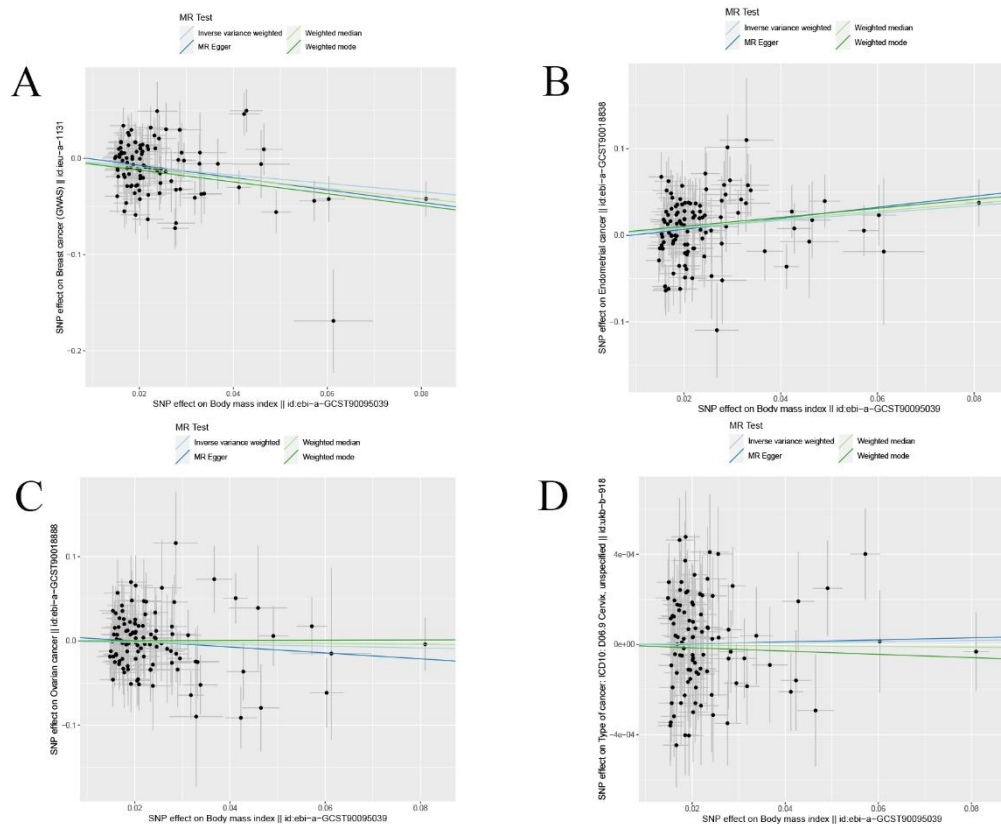 MR Test
Inverse variance weighted
Weighted median
MR Egger
Weighted mode
A
SNP effect on Breast cancer (GWAS) || id:ieu-a-1131
0.0
−0.1
−0.2
0.02
0.04
0.06
0.08
SNP effect on Body mass index || id:ebi-a-GCST90095039
MR Test
Inverse variance weighted
Weighted median
MR Egger
Weighted mode
B
SNP effect on Endometrial cancer || id:ebi-a-GCST90018838
0.1
0.0
−0.1
0.02
0.04
0.06
0.08
SNP effect on Body mass index || id:ebi-a-GCST90095039
MR Test
Inverse variance weighted
Weighted median
MR Egger
Weighted mode
C
SNP effect on Ovarian cancer || id:ebi-a-GCST90018888
0.1
0.0
−0.1
0.02
0.04
0.06
0.08
SNP effect on Body mass index || id:ebi-a-GCST90095039
MR Test
Inverse variance weighted
Weighted median
MR Egger
Weighted mode
D
SNP effect on Type of cancer: ICD10: D06.9 Cervix, unspecified || id:ukb-b-918
4e−04
0e+00
−4e−04
0.02
0.04
0.06
0.08
SNP effect on Body mass index || id:ebi-a-GCST90095039